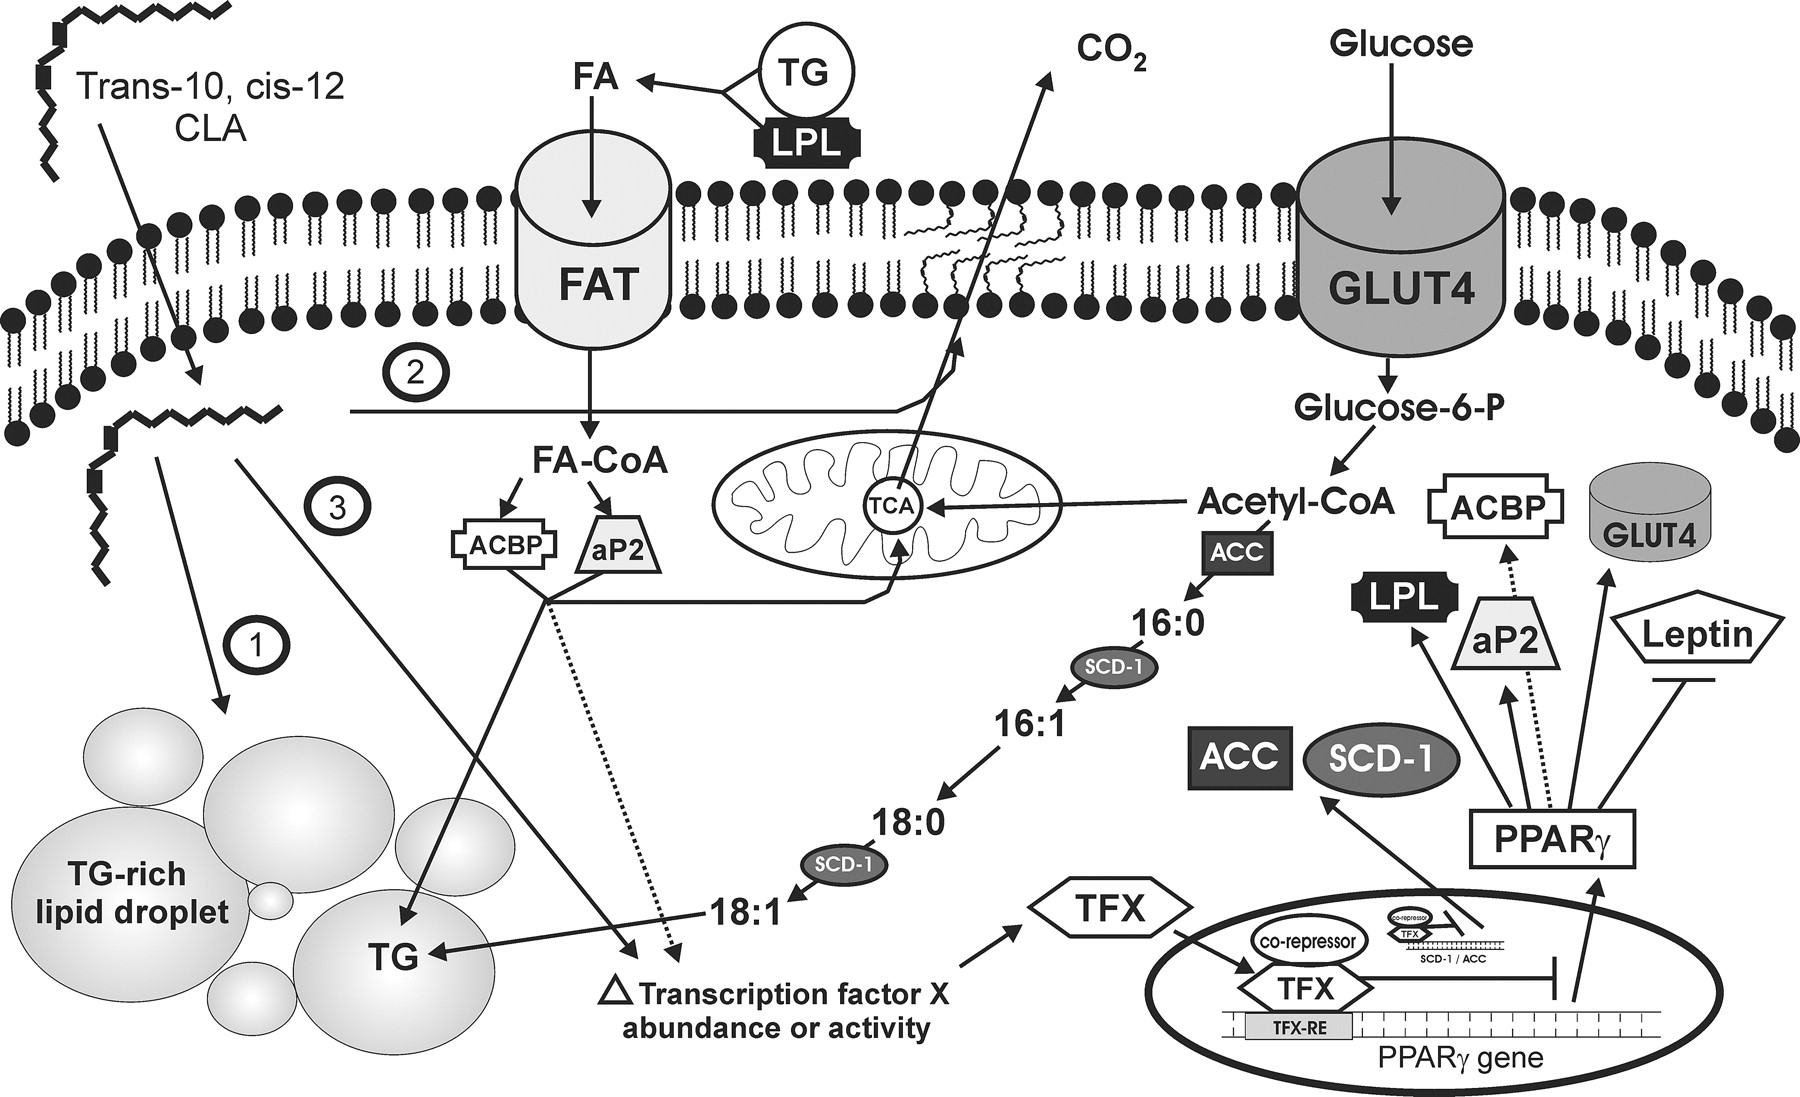 Trans-10, cis-12
CLA
FA
TG
LPL
CO2
Glucose
FAT
GLUT4
2
Glucose-6-P
FA-CoA
3
TCA
Acetyl-CoA
ACBP
GLUT4
ACBP
aP2
ACC
LPL
aP2
Leptin
16:0
1
SCD-1
16:1
ACC
SCD-1
18:0
PPARγ
SCD-1
TG-rich
lipid droplet
18:1
TFX
TG
co-repressor
co-repressor
TFX
SCD-1 / ACC
△ Transcription factor X
abundance or activity
TFX
TFX-RE
PPARγ gene